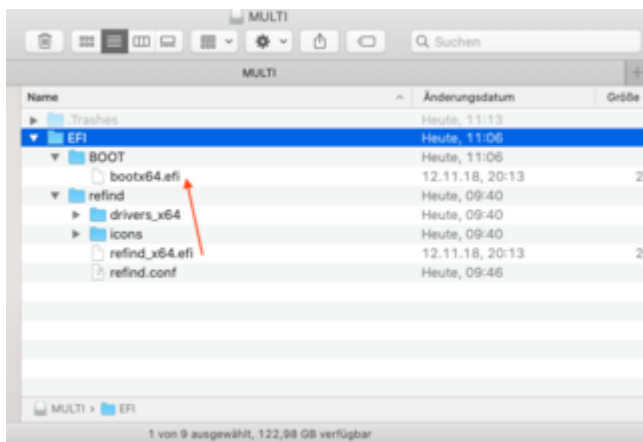 MULTI
Suchen
MULTI
Name Änderungsdatum Größe
.Trashes Heute, 11:13
EFI Heute, 11:06
BOOT Heute, 11:06
bootx64.efi 12.11.18, 20:13 2
refind Heute, 09:40
drivers_x64 Heute, 09:40
icons Heute, 09:40
refind_x64.efi 12.11.18, 20:13 2
refind.conf Heute, 09:46
MULTI › EFI
1 von 9 ausgewählt, 122,98 GB verfügbar